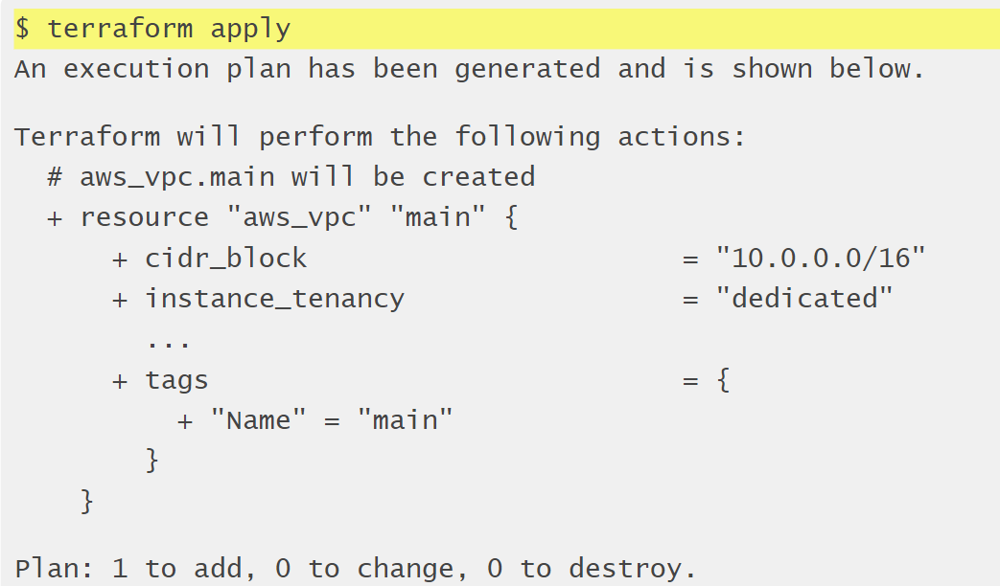 $ terraform apply
An execution plan has been generated and is shown below.
Terraform will perform the following actions:
# aws_vpc.main will be created
+ resource "aws_vpc" "main" {
+ cidr_block = "10.0.0.0/16"
+ instance_tenancy = "dedicated"
...
+ tags = {
+ "Name" = "main"
}
}
Plan: 1 to add, 0 to change, 0 to destroy.